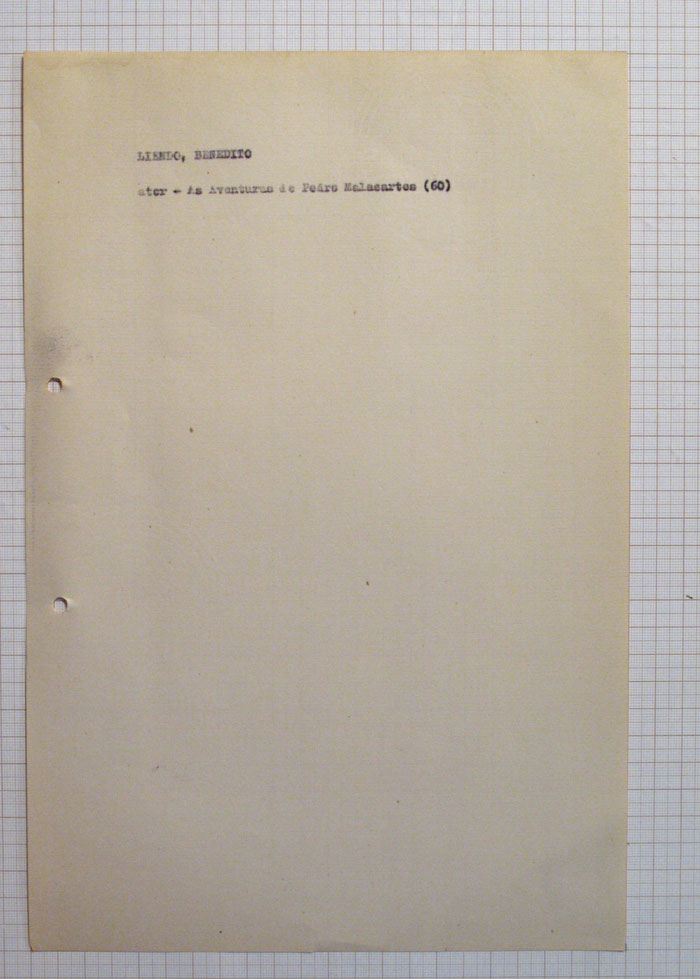 LIENDO, BENEDITO
ator - As Aventuras de Pedro Malasartes (60)